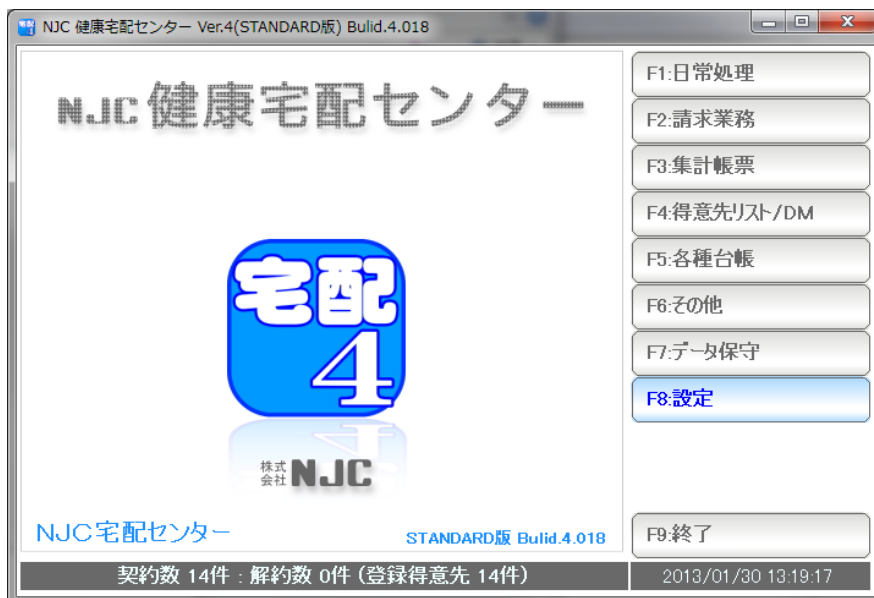 NJC 健康宅配センター Ver.4(STANDARD版) Bulid.4.018
NJC 健康宅配センター
宅配
4
株式会社 NJC
NJC宅配センター
STANDARD版 Bulid.4.018
F1:日常処理
F2:請求業務
F3:集計帳票
F4:得意先リスト/DM
F5:各種台帳
F6:その他
F7:データ保守
F8:設定
F9:終了
契約数 14件 : 解約数 0件 (登録得意先 14件)
2013/01/30 13:19:17